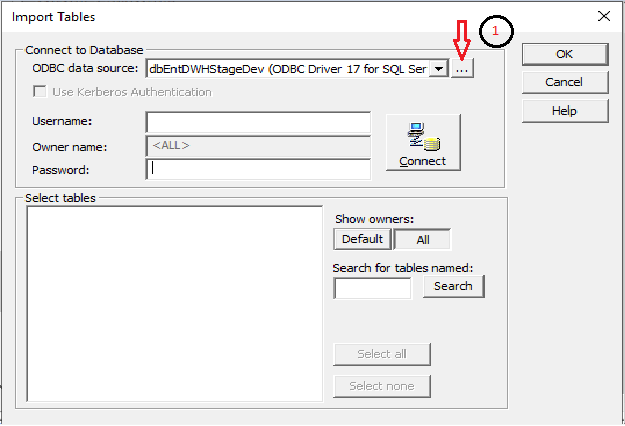 Import Tables
1
Connect to Database
ODBC data source:
dbEntDWHStageDev (ODBC Driver 17 for SQL Ser
...
OK
Use Kerberos Authentication
Cancel
Help
Username:
Owner name:
<ALL>
Password:
Connect
Select tables
Show owners:
Default
All
Search for tables named:
Search
Select all
Select none